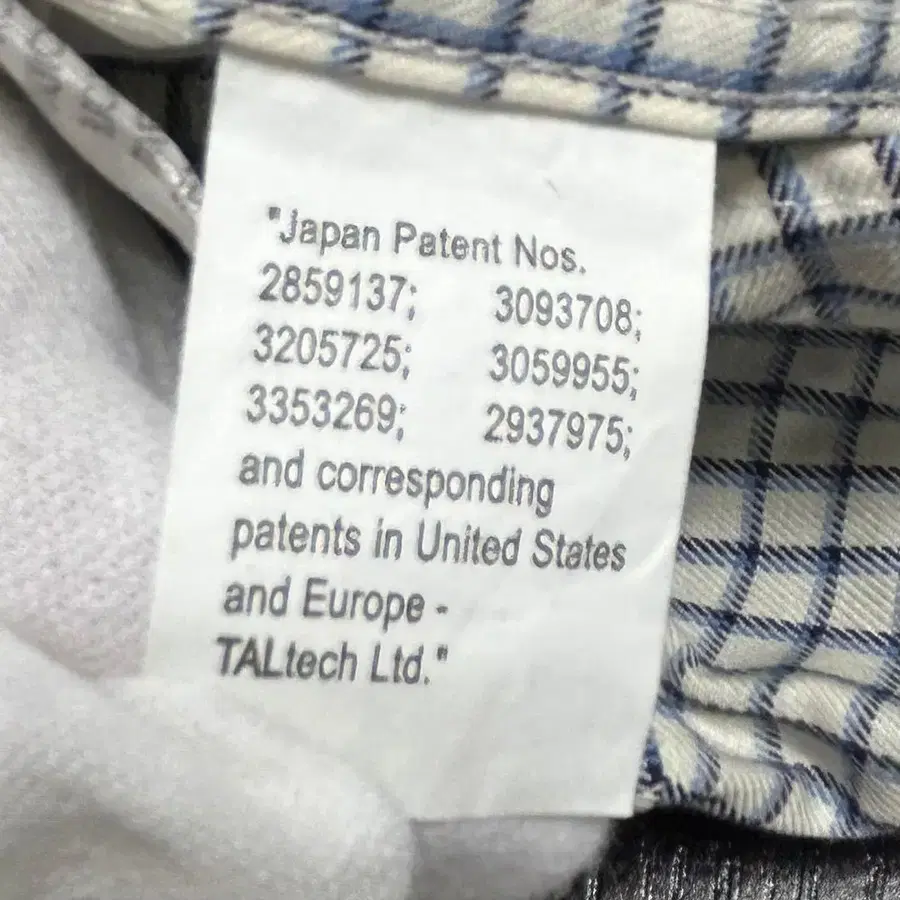 "Japan Patent Nos.
2859137; 3093708;
3205725; 3059955;
3353269; 2937975;
and corresponding
patents in United States
and Europe -
TALtech Ltd."